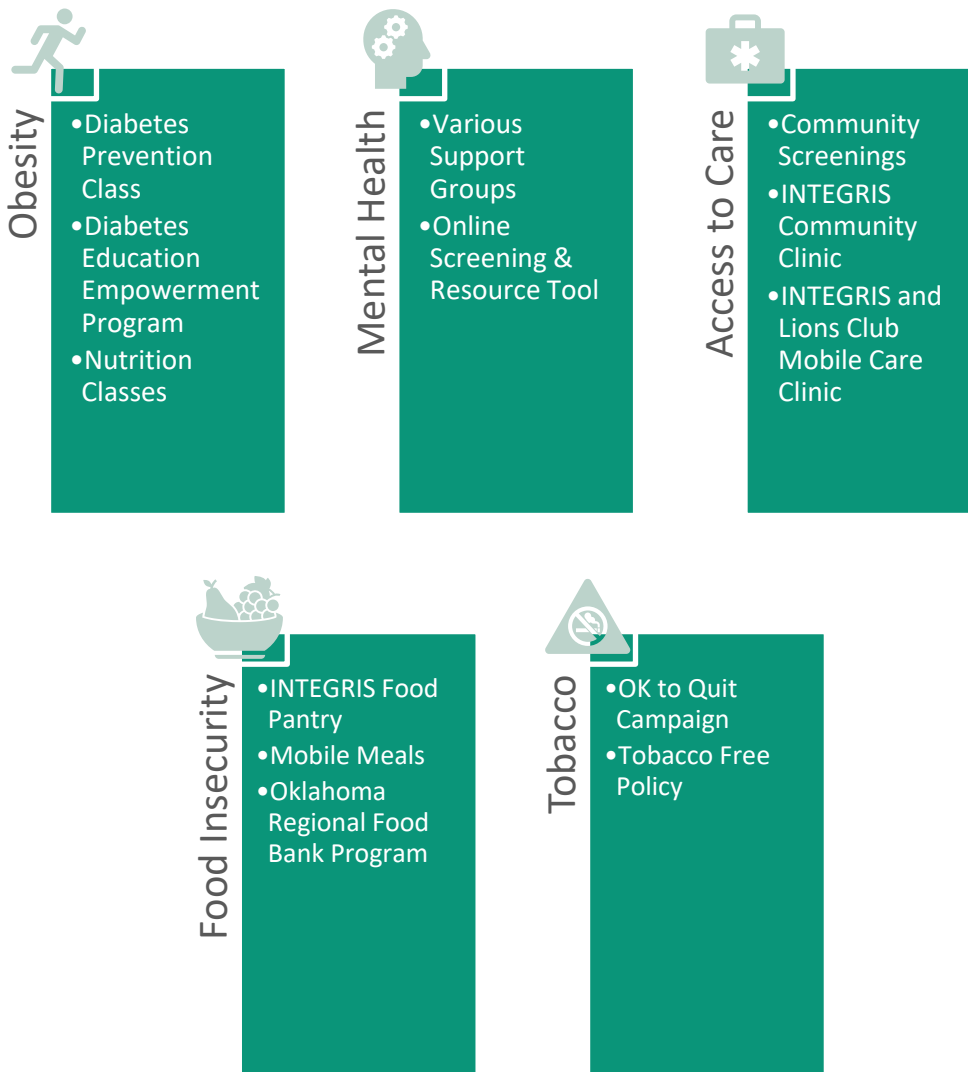 Obesity
•Diabetes
Prevention
Class
•Diabetes
Education
Empowerment
Program
•Nutrition
Classes
Mental Health
•Various
Support
Groups
•Online
Screening &
Resource Tool
Access to Care
•Community
Screenings
•INTEGRIS
Community
Clinic
•INTEGRIS and
Lions Club
Mobile Care
Clinic
Food Insecurity
•INTEGRIS Food
Pantry
•Mobile Meals
•Oklahoma
Regional Food
Bank Program
Tobacco
•OK to Quit
Campaign
•Tobacco Free
Policy